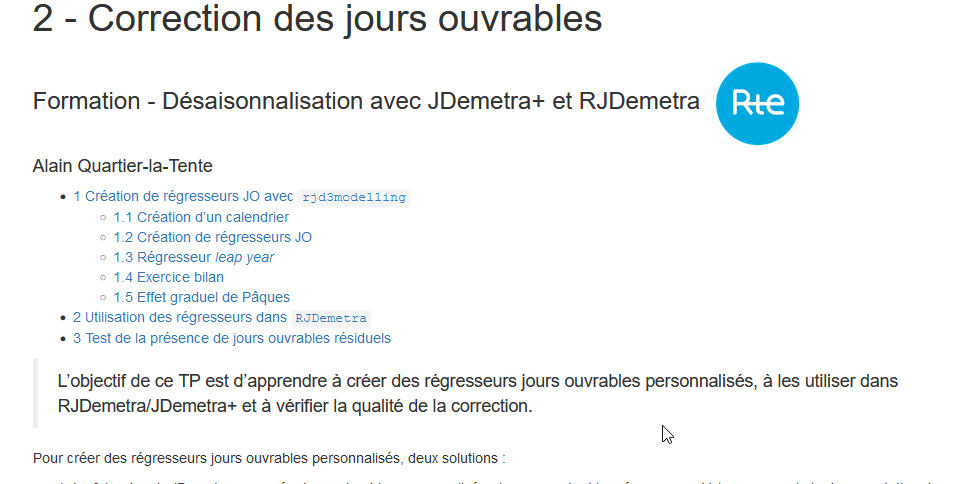 2 - Correction des jours ouvrables
Formation - Désaisonnalisation avec JDemetra+ et RJDemetra
Rte
Alain Quartier-la-Tente
1 Création de régresseurs JO avec rjd3modelling
1.1 Création d'un calendrier
1.2 Création de régresseurs JO
1.3 Régresseur leap year
1.4 Exercice bilan
1.5 Effet graduel de Pâques
2 Utilisation des régresseurs dans RJDemetra
3 Test de la présence de jours ouvrables résiduels
L'objectif de ce TP est d'apprendre à créer des régresseurs jours ouvrables personnalisés, à les utiliser dans
RJDemetra/JDemetra+ et à vérifier la qualité de la correction.
Pour créer des régresseurs jours ouvrables personnalisés, deux solutions :